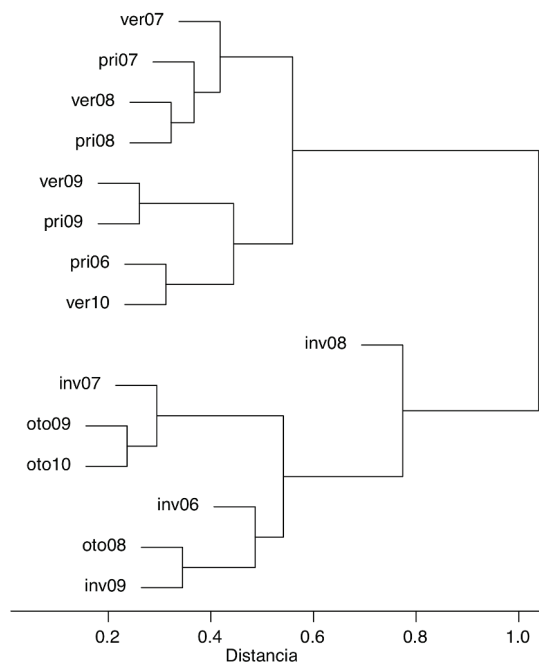 ver07
pri07
ver08
pri08
ver09
pri09
pri06
ver10
inv08
inv07
oto09
oto10
inv06
oto08
inv09
0.2 0.4 0.6 0.8 1.0
Distancia